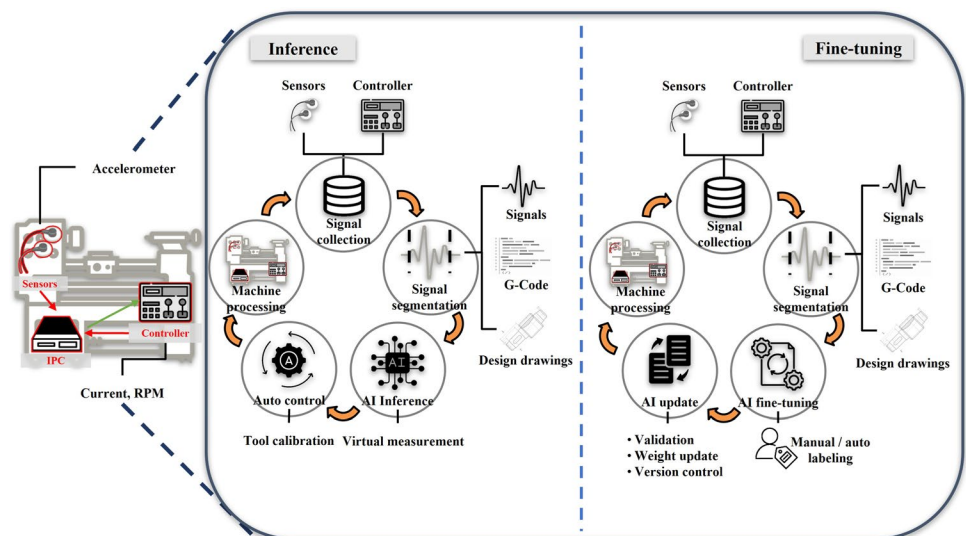 Accelerometer
Sensors
IPC
Controller
Current, RPM
Inference
Sensors
Controller
Signal
collection
Signals
G-Code
Design drawings
Signal
segmentation
Machine
processing
Auto control
A
AI
AI Inference
Tool calibration
Virtual measurement
Fine-tuning
Sensors
Controller
Signal
collection
Signals
G-Code
Design drawings
Signal
segmentation
Machine
processing
AI update
AI fine-tuning
• Validation
• Weight update
• Version control
Manual / auto
labeling